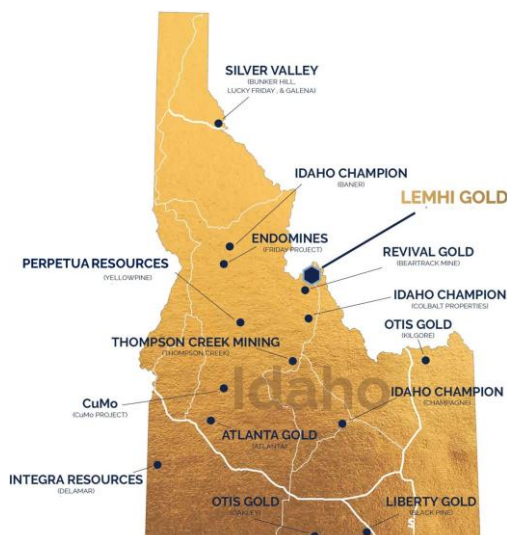 SILVER VALLEY
(BUNKER HILL,
LUCKY FRIDAY , & GALENA)
IDAHO CHAMPION
(BANER)
LEMHI GOLD
ENDOMINES
(FRIDAY PROJECT)
REVIVAL GOLD
(BEARTRACK MINE)
PERPETUA RESOURCES
(YELLOWPINE)
IDAHO CHAMPION
(COLBALT PROPERTIES)
OTIS GOLD
(KILGORE)
THOMPSON CREEK MINING
(THOMPSON CREEK)
Idaho
IDAHO CHAMPION
(CHAMPAGNE)
CuMo
(CuMO PROJECT)
ATLANTA GOLD
(ATLANTA)
INTEGRA RESOURCES
(DELAMAR)
OTIS GOLD
(OAKLEY)
LIBERTY GOLD
(BLACK PINE)
S